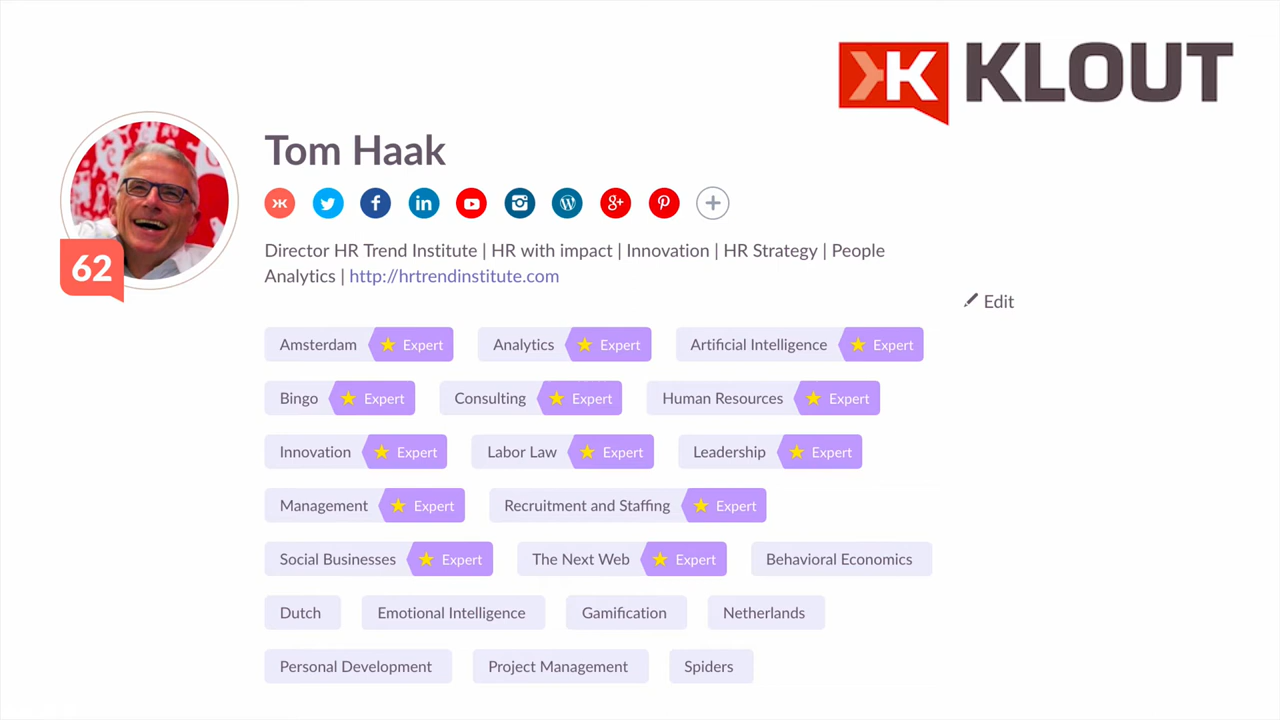 KLOUT
Tom Haak
62
Director HR Trend Institute | HR with impact | Innovation | HR Strategy | People
Analytics | http://hrtrendinstitute.com
Edit
Amsterdam Expert Analytics Expert Artificial Intelligence Expert
Bingo Expert Consulting Expert Human Resources Expert
Innovation Expert Labor Law Expert Leadership Expert
Management Expert Recruitment and Staffing Expert
Social Businesses Expert The Next Web Expert Behavioral Economics
Dutch Emotional Intelligence Gamification Netherlands
Personal Development Project Management Spiders